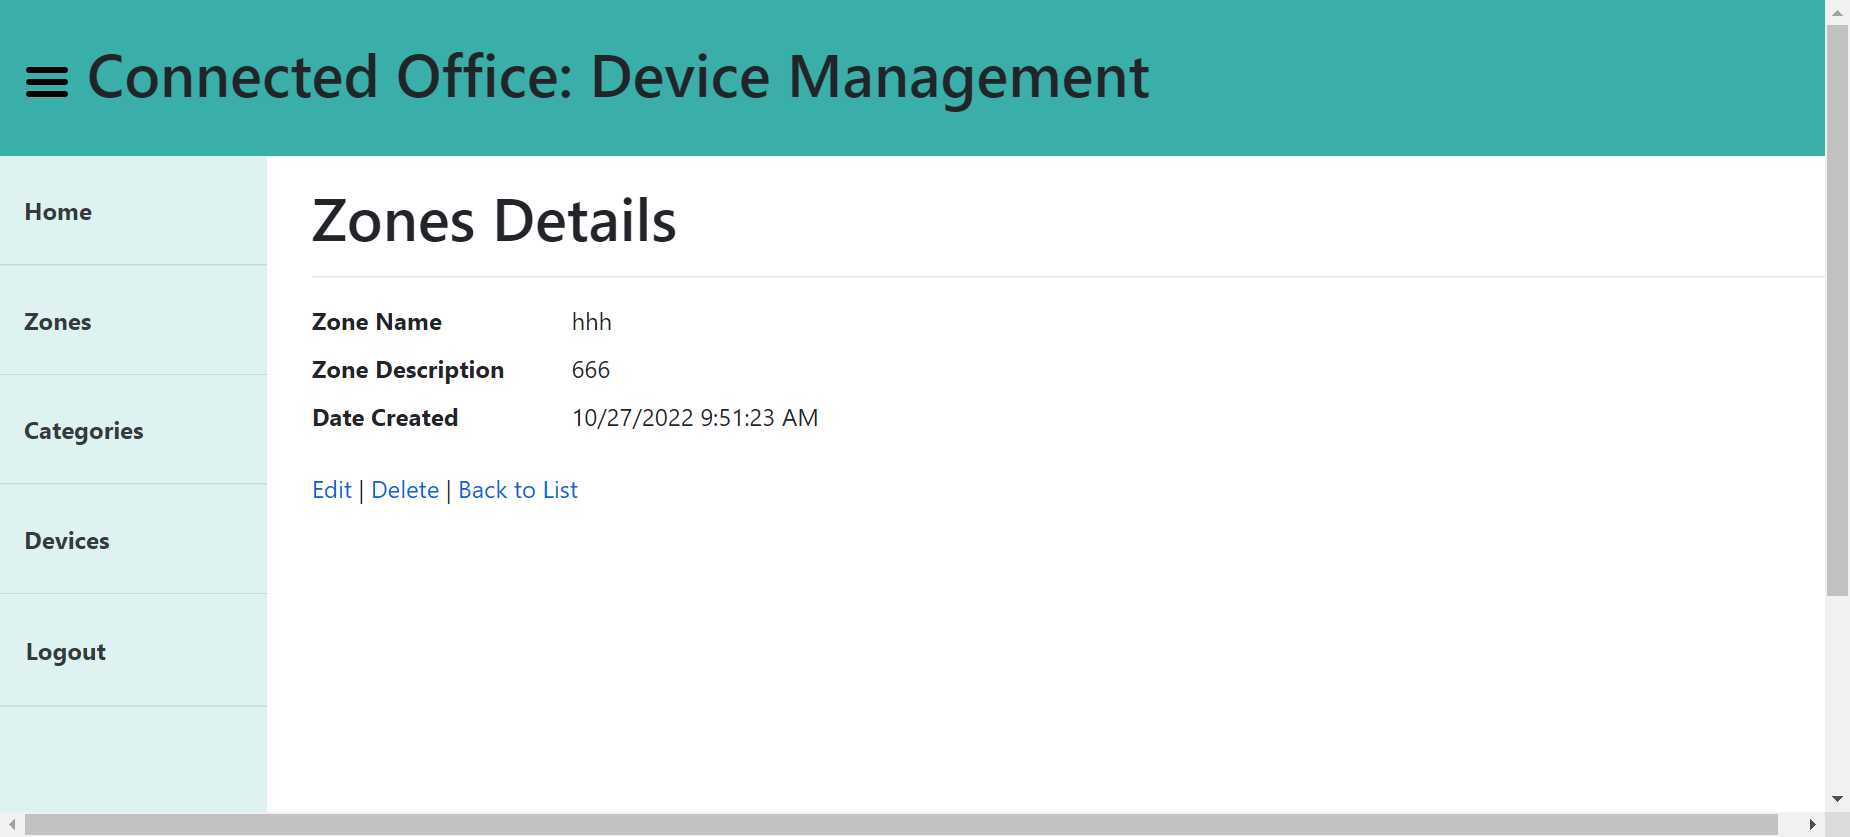 Connected Office: Device Management
Home
Zones
Categories
Devices
Logout
Zones Details
Zone Name hhh
Zone Description 666
Date Created 10/27/2022 9:51:23 AM
Edit | Delete | Back to List